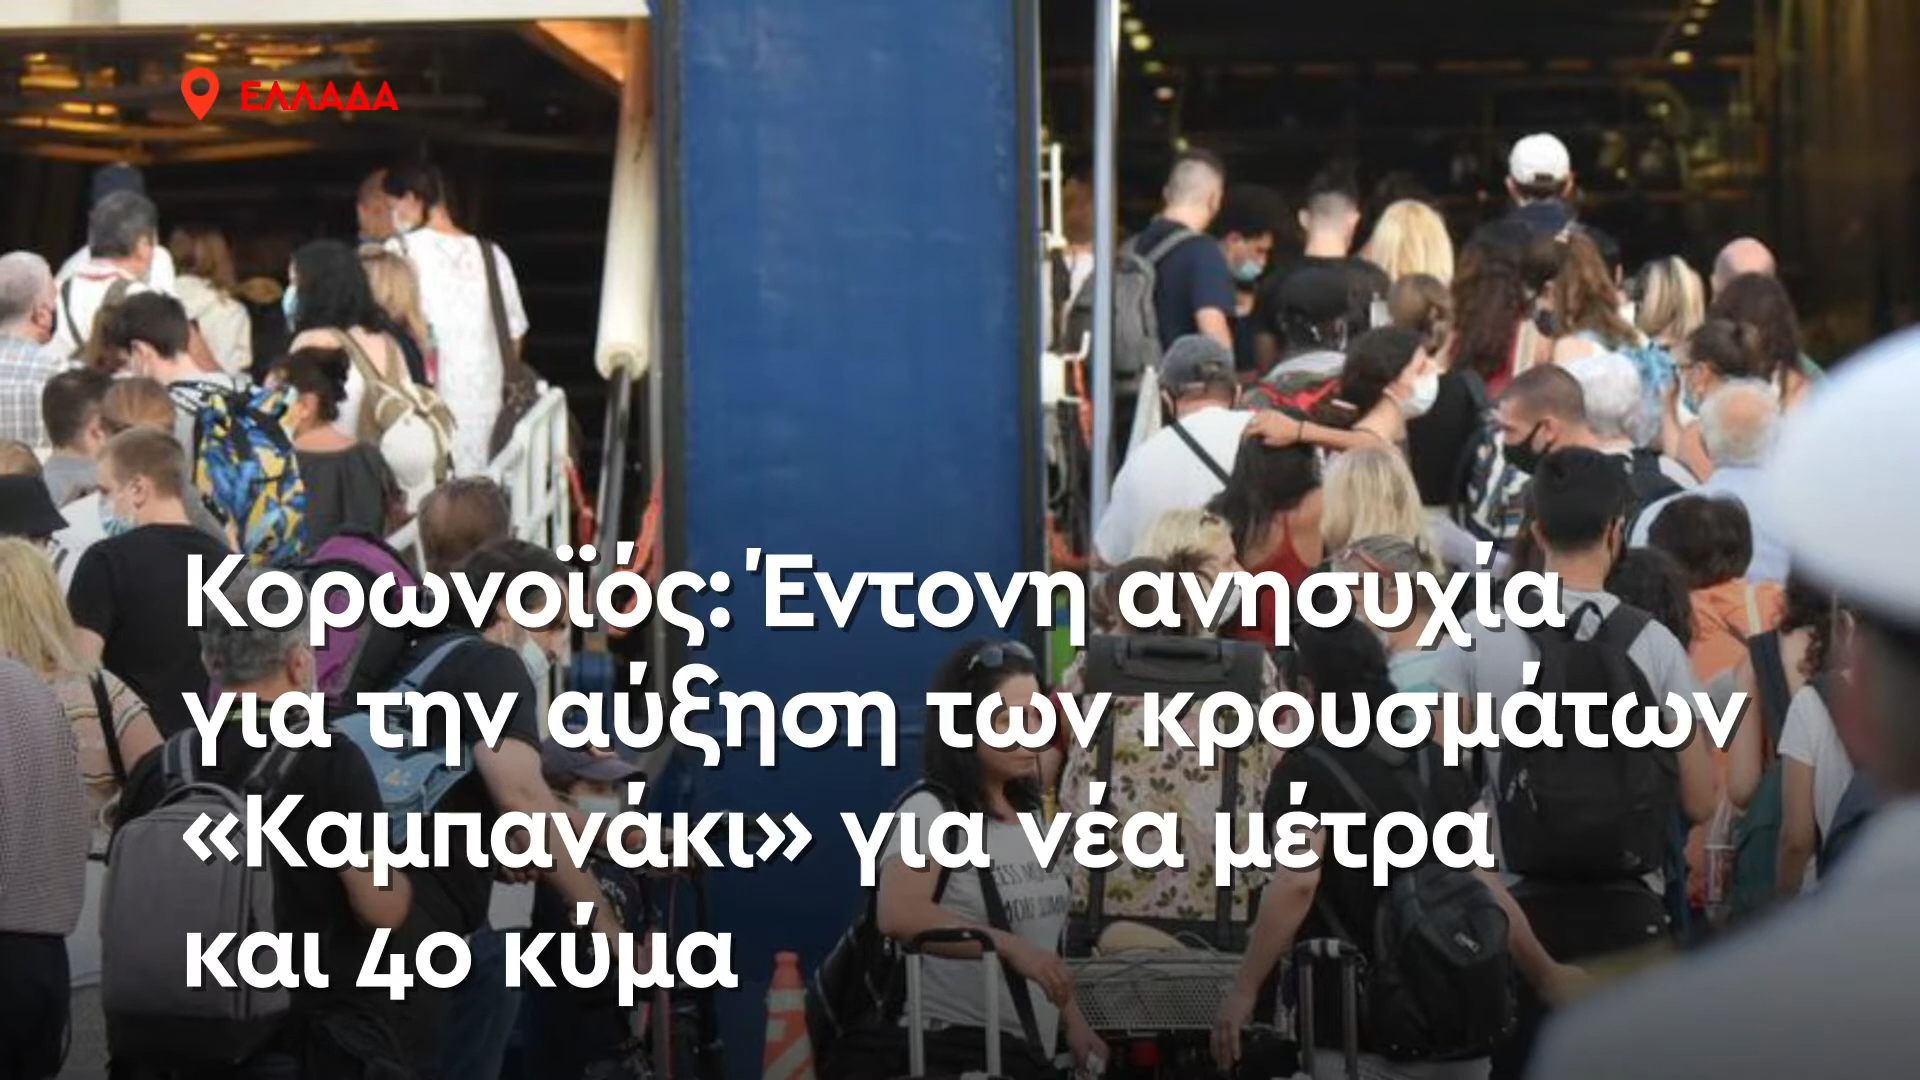 ΕΛΛΑΔΑ
Κορωνοϊός: Έντονη ανησυχία
για την αύξηση των κρουσμάτων
«Καμπανάκι» για νέα μέτρα
και 4ο κύμα